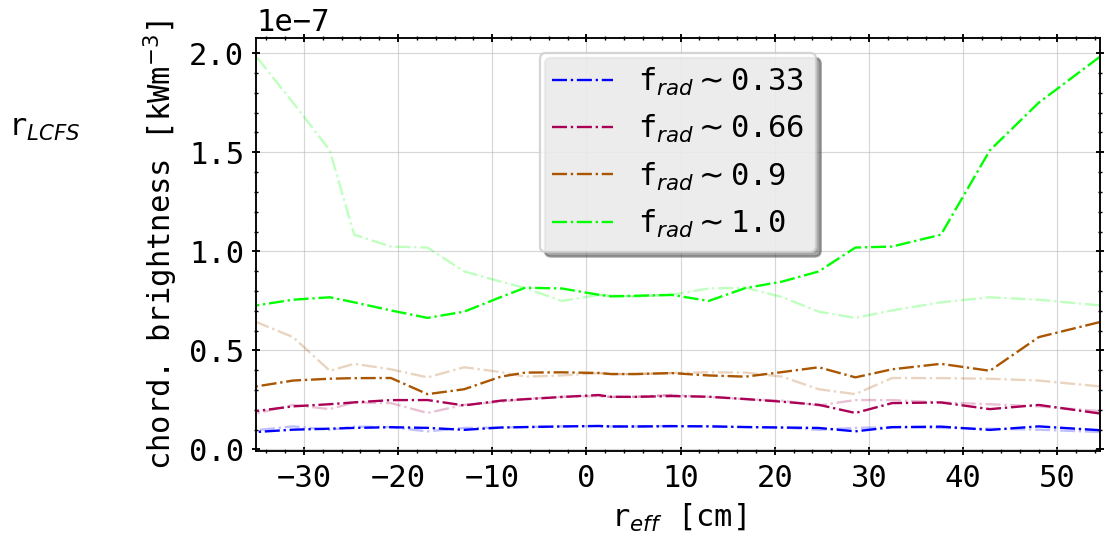 1e−7
chord. brightness [kWm⁻³]
r_LCFS
2.0
1.5
1.0
0.5
0.0
f_rad ~ 0.33
f_rad ~ 0.66
f_rad ~ 0.9
f_rad ~ 1.0
−30 −20 −10 0 10 20 30 40 50
r_eff [cm]